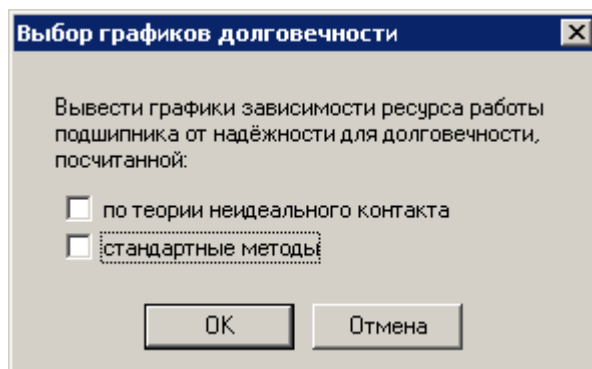 Выбор графиков долговечности
Вывести графики зависимости ресурса работы
подшипника от надёжности для долговечности,
посчитанной:
по теории неидеального контакта
стандартные методы
OK
Отмена